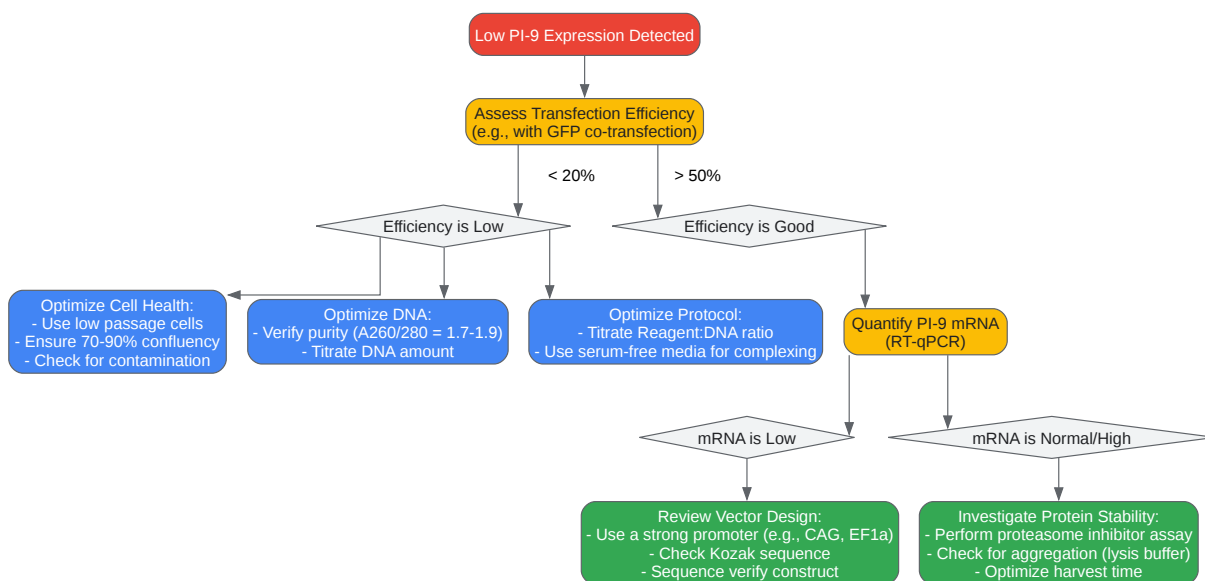 Low PI-9 Expression Detected
Assess Transfection Efficiency
(e.g., with GFP co-transfection)
< 20%
> 50%
Efficiency is Low
Efficiency is Good
Optimize Cell Health:
- Use low passage cells
- Ensure 70-90% confluency
- Check for contamination
Optimize DNA:
- Verify purity (A260/280 = 1.7-1.9)
- Titrate DNA amount
Optimize Protocol:
- Titrate Reagent:DNA ratio
- Use serum-free media for complexing
Quantify PI-9 mRNA
(RT-qPCR)
mRNA is Low
mRNA is Normal/High
Review Vector Design:
- Use a strong promoter (e.g., CAG, EF1a)
- Check Kozak sequence
- Sequence verify construct
Investigate Protein Stability:
- Perform proteasome inhibitor assay
- Check for aggregation (lysis buffer)
- Optimize harvest time